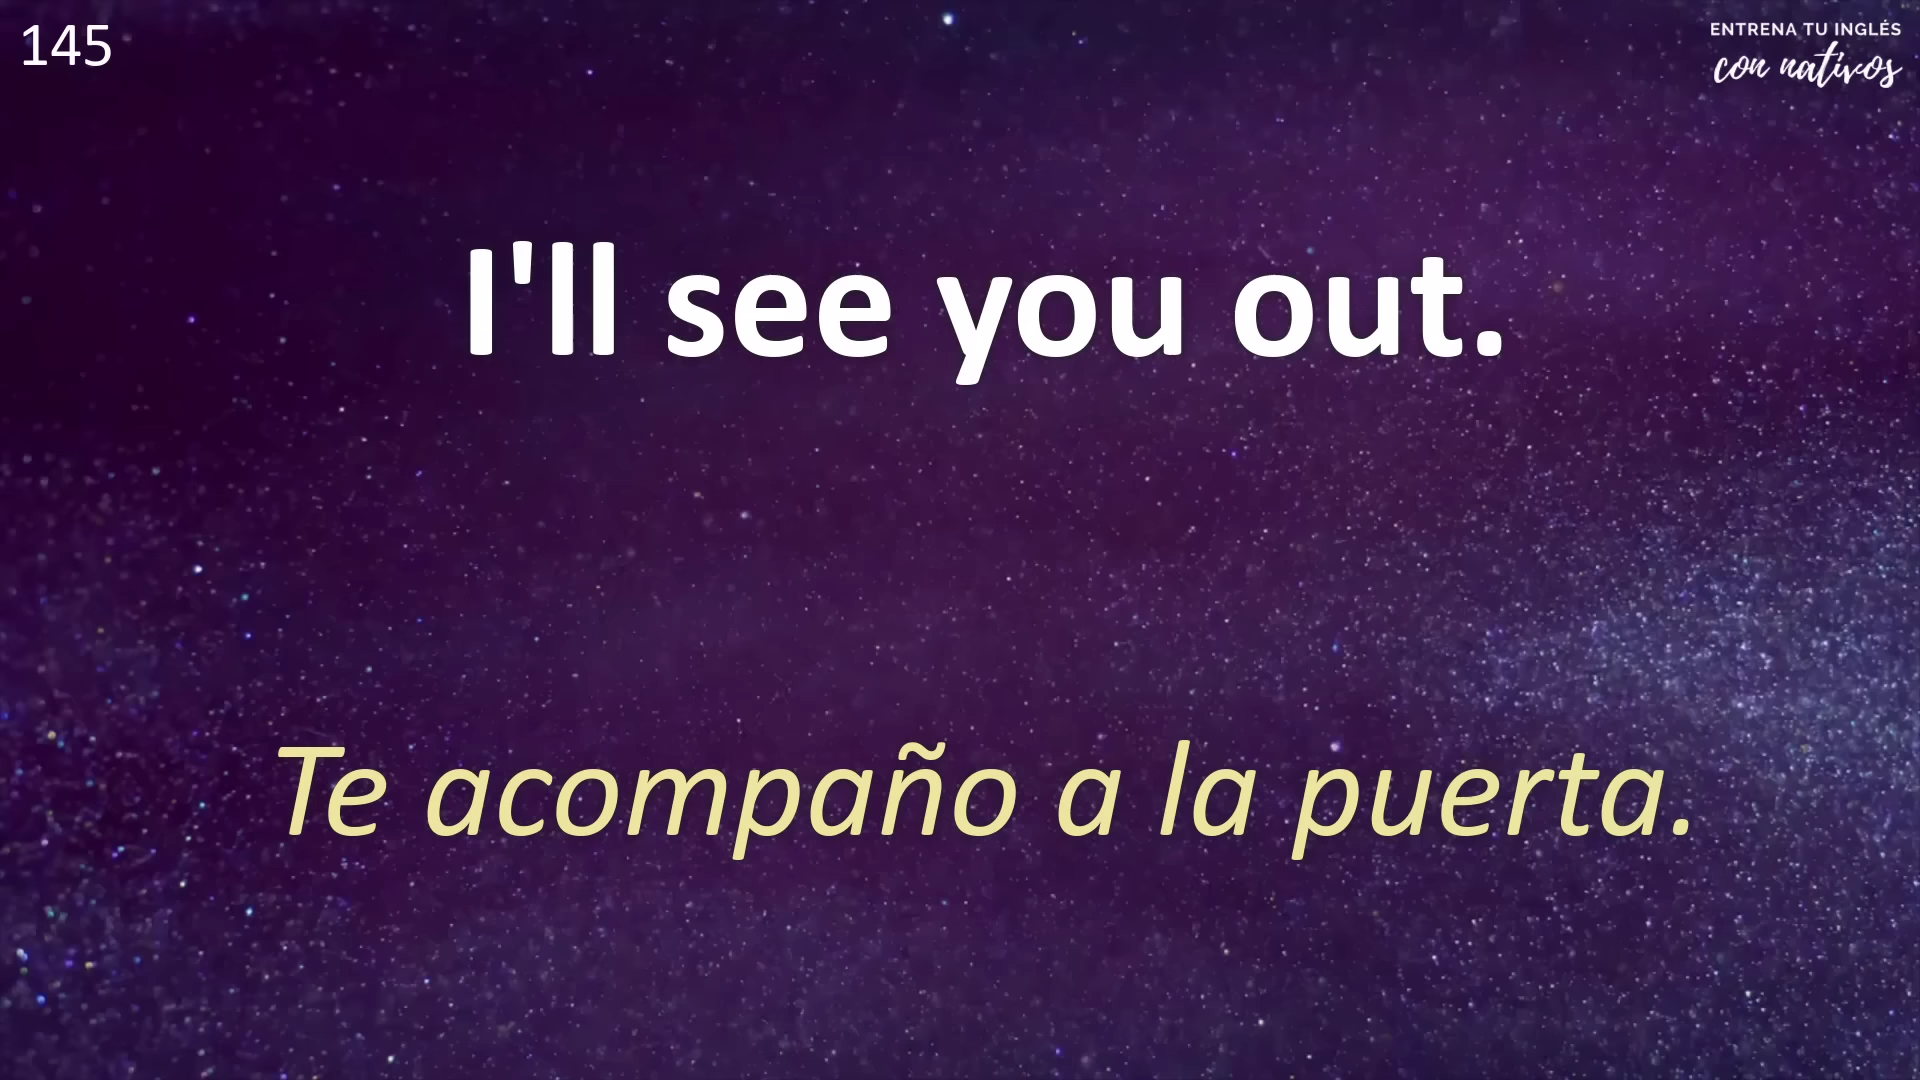 145
ENTRENA TU INGLÉS
con nativos
I'll see you out.
Te acompaño a la puerta.